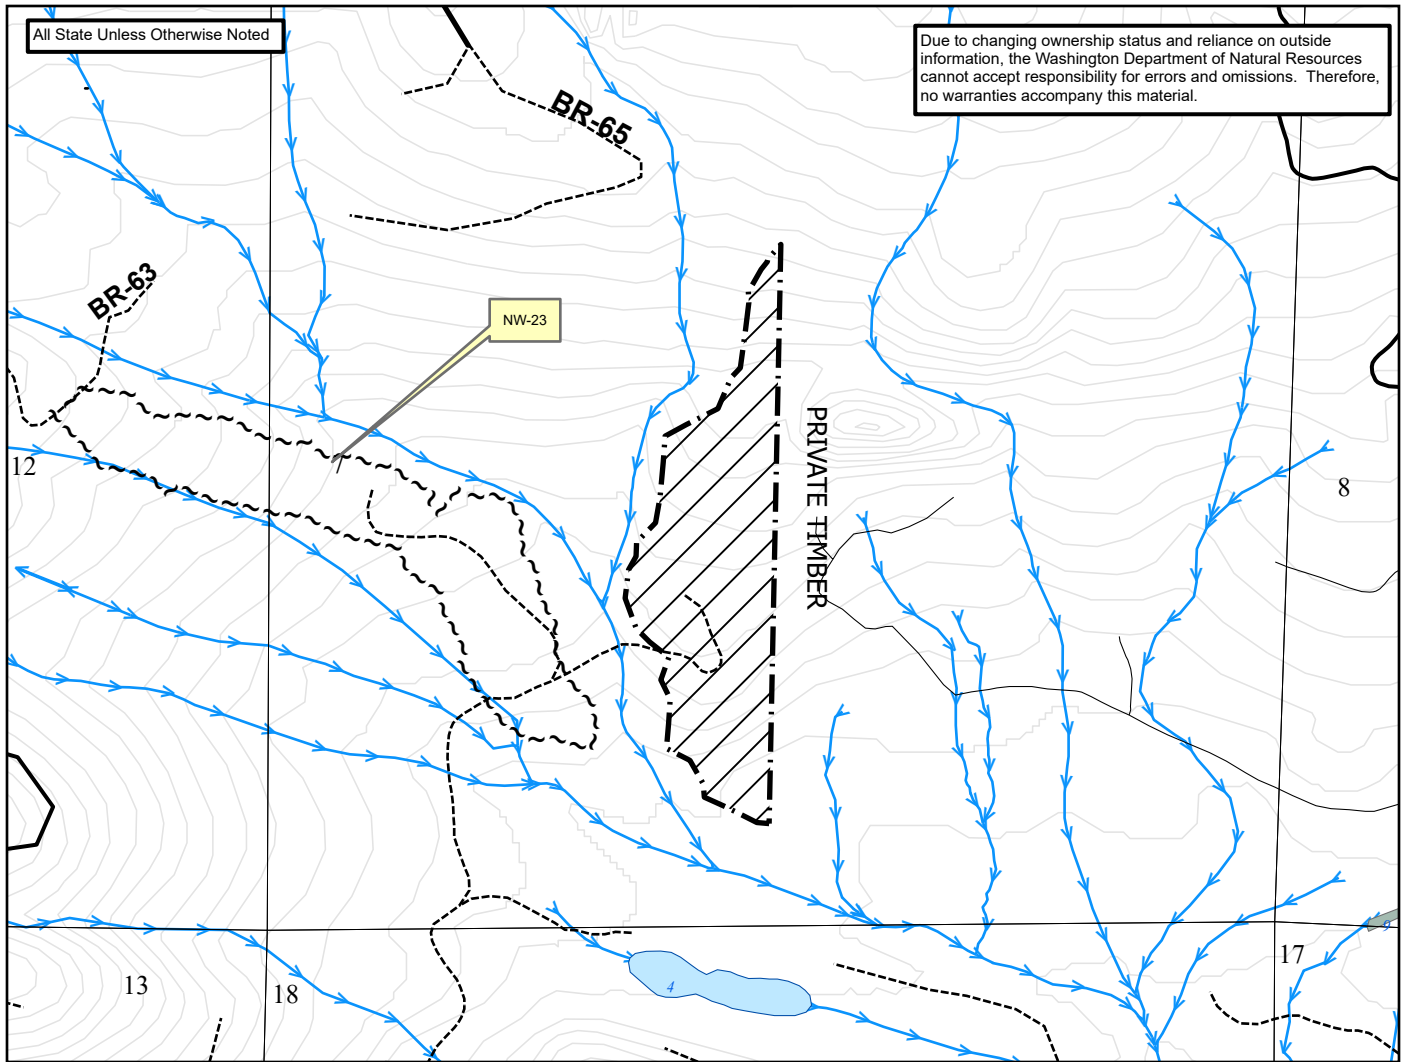 All State Unless Otherwise Noted
Due to changing ownership status and reliance on outside
information, the Washington Department of Natural Resources
cannot accept responsibility for errors and omissions.  Therefore,
no warranties accompany this material.
BR-65
BR-63
NW-23
PRIVATE TIMBER
12
8
9
17
13
18
4